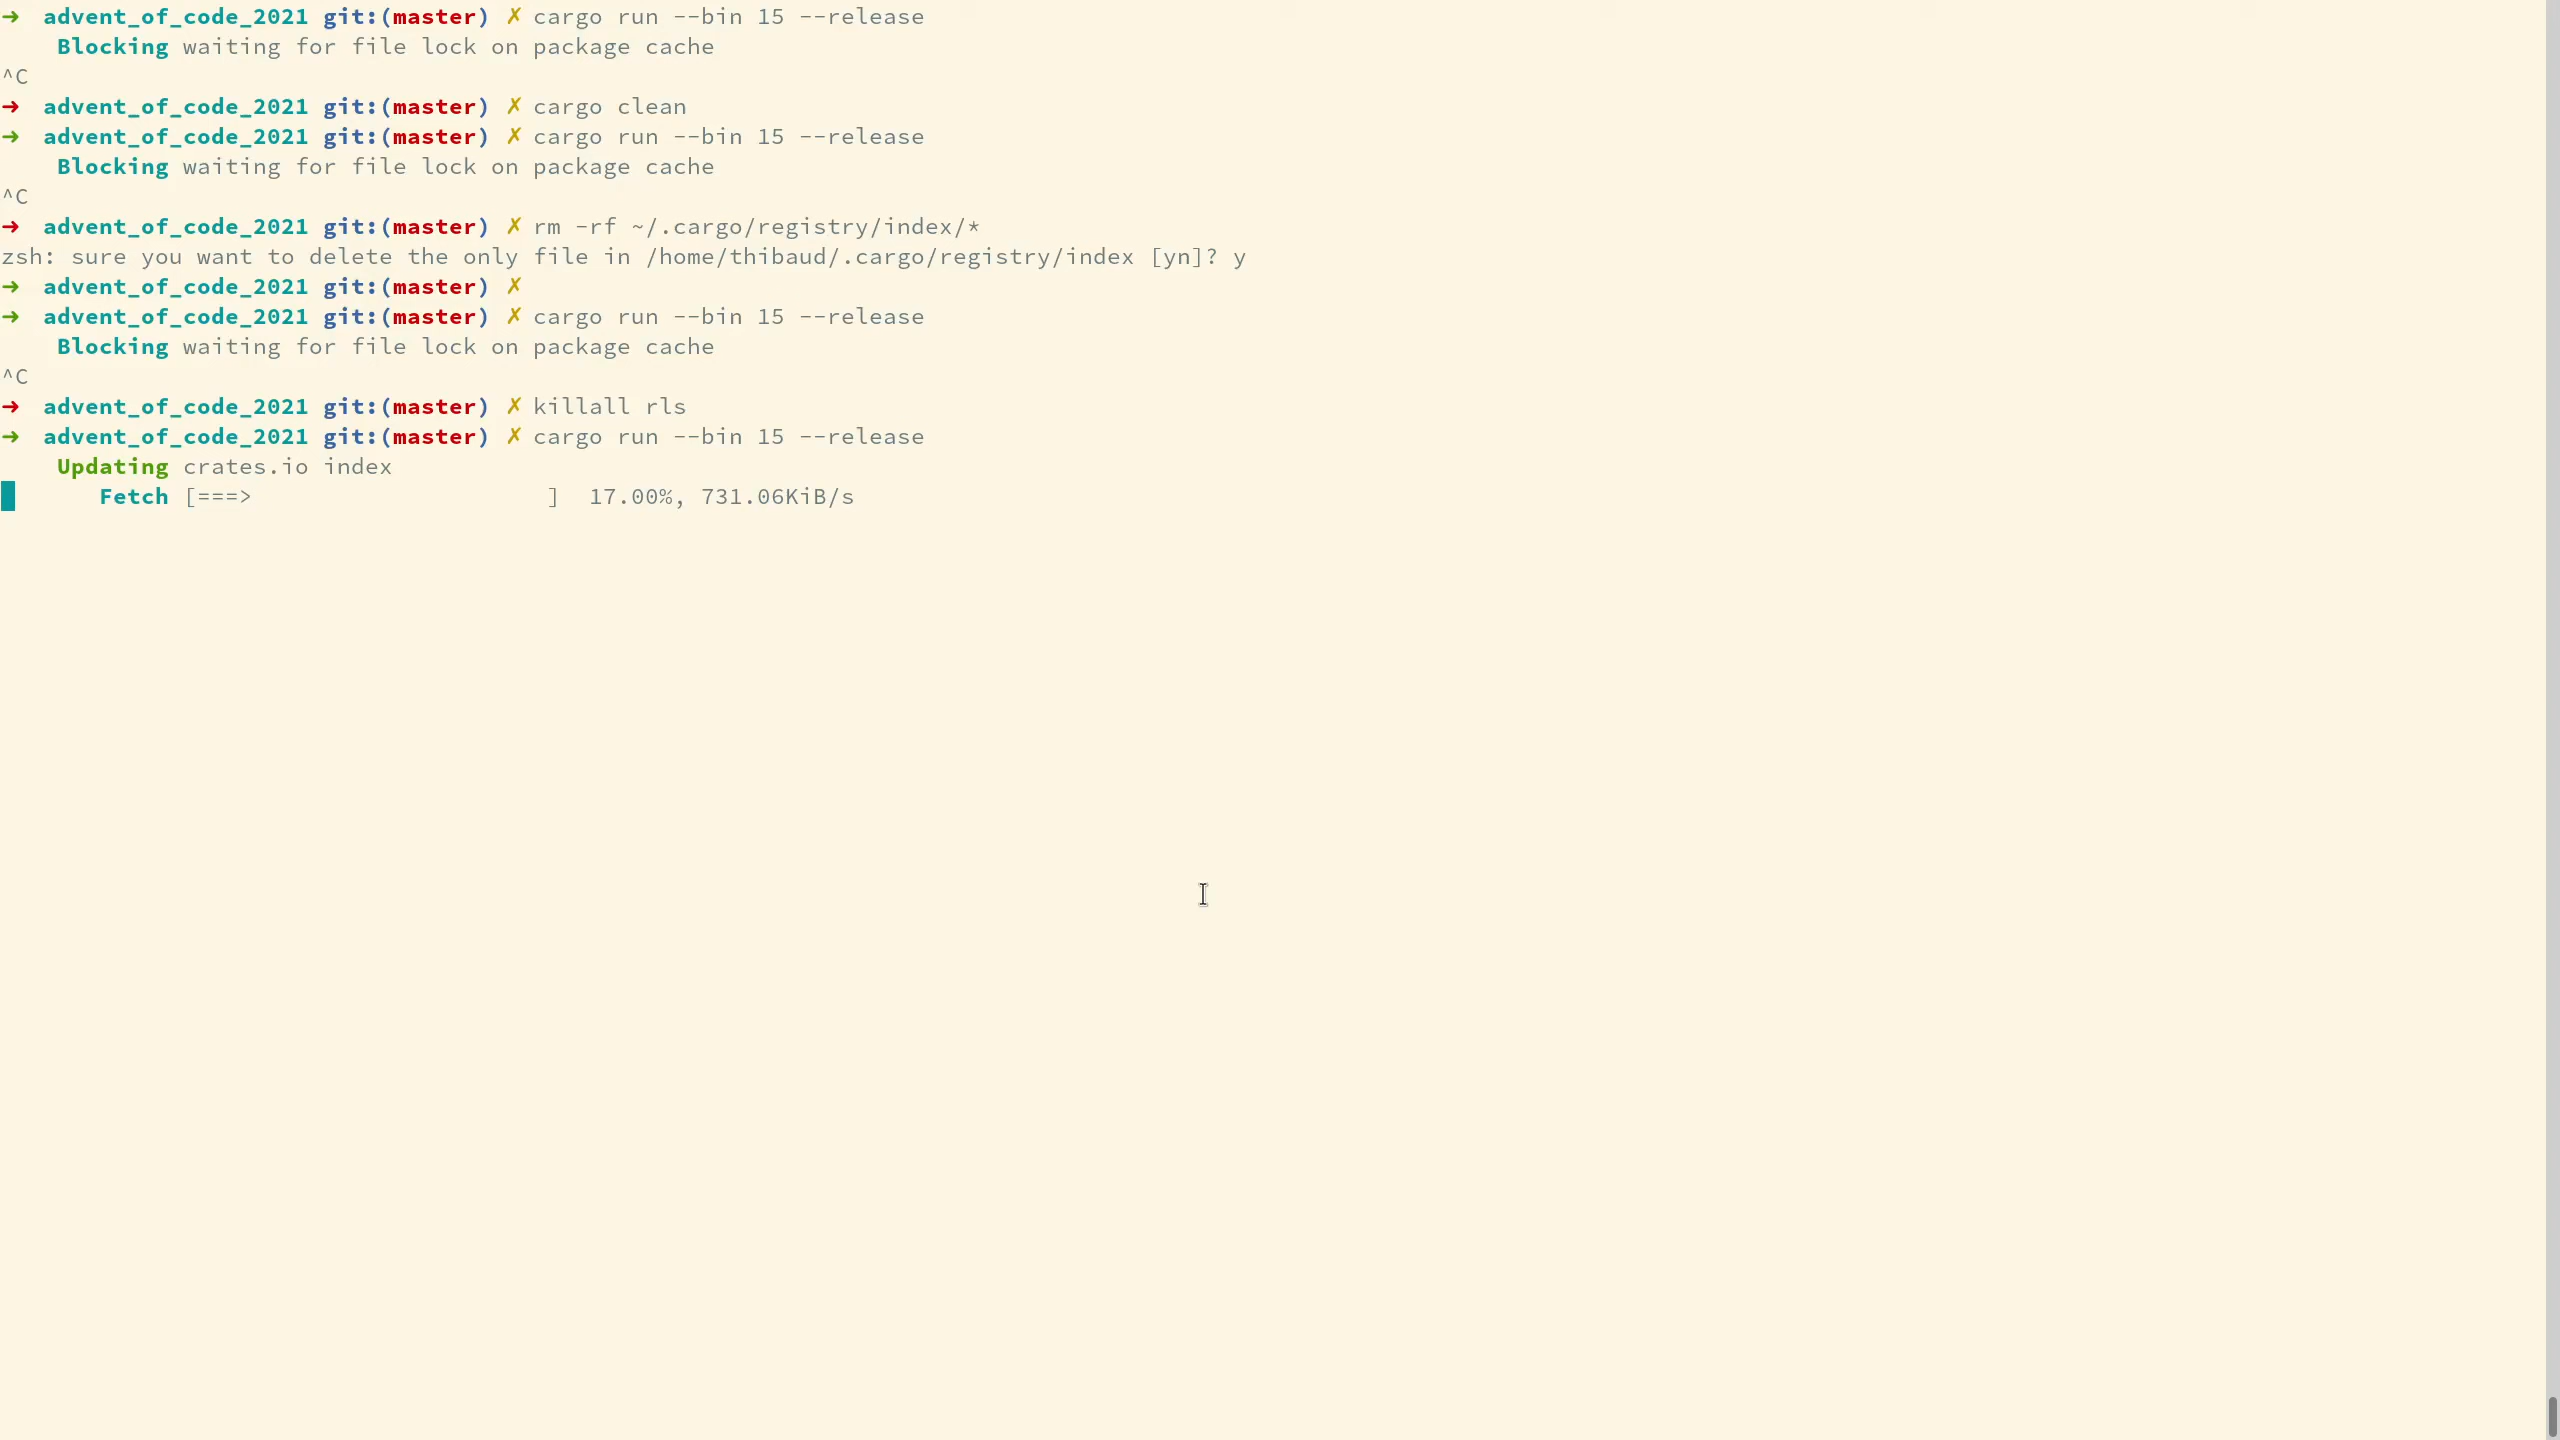 ➜  advent_of_code_2021 git:(master) ✗ cargo run --bin 15 --release
    Blocking waiting for file lock on package cache
^C
➜  advent_of_code_2021 git:(master) ✗ cargo clean
➜  advent_of_code_2021 git:(master) ✗ cargo run --bin 15 --release
    Blocking waiting for file lock on package cache
^C
➜  advent_of_code_2021 git:(master) ✗ rm -rf ~/.cargo/registry/index/*
zsh: sure you want to delete the only file in /home/thibaud/.cargo/registry/index [yn]? y
➜  advent_of_code_2021 git:(master) ✗
➜  advent_of_code_2021 git:(master) ✗ cargo run --bin 15 --release
    Blocking waiting for file lock on package cache
^C
➜  advent_of_code_2021 git:(master) ✗ killall rls
➜  advent_of_code_2021 git:(master) ✗ cargo run --bin 15 --release
    Updating crates.io index
       Fetch [===>                     ]  17.00%, 731.06KiB/s